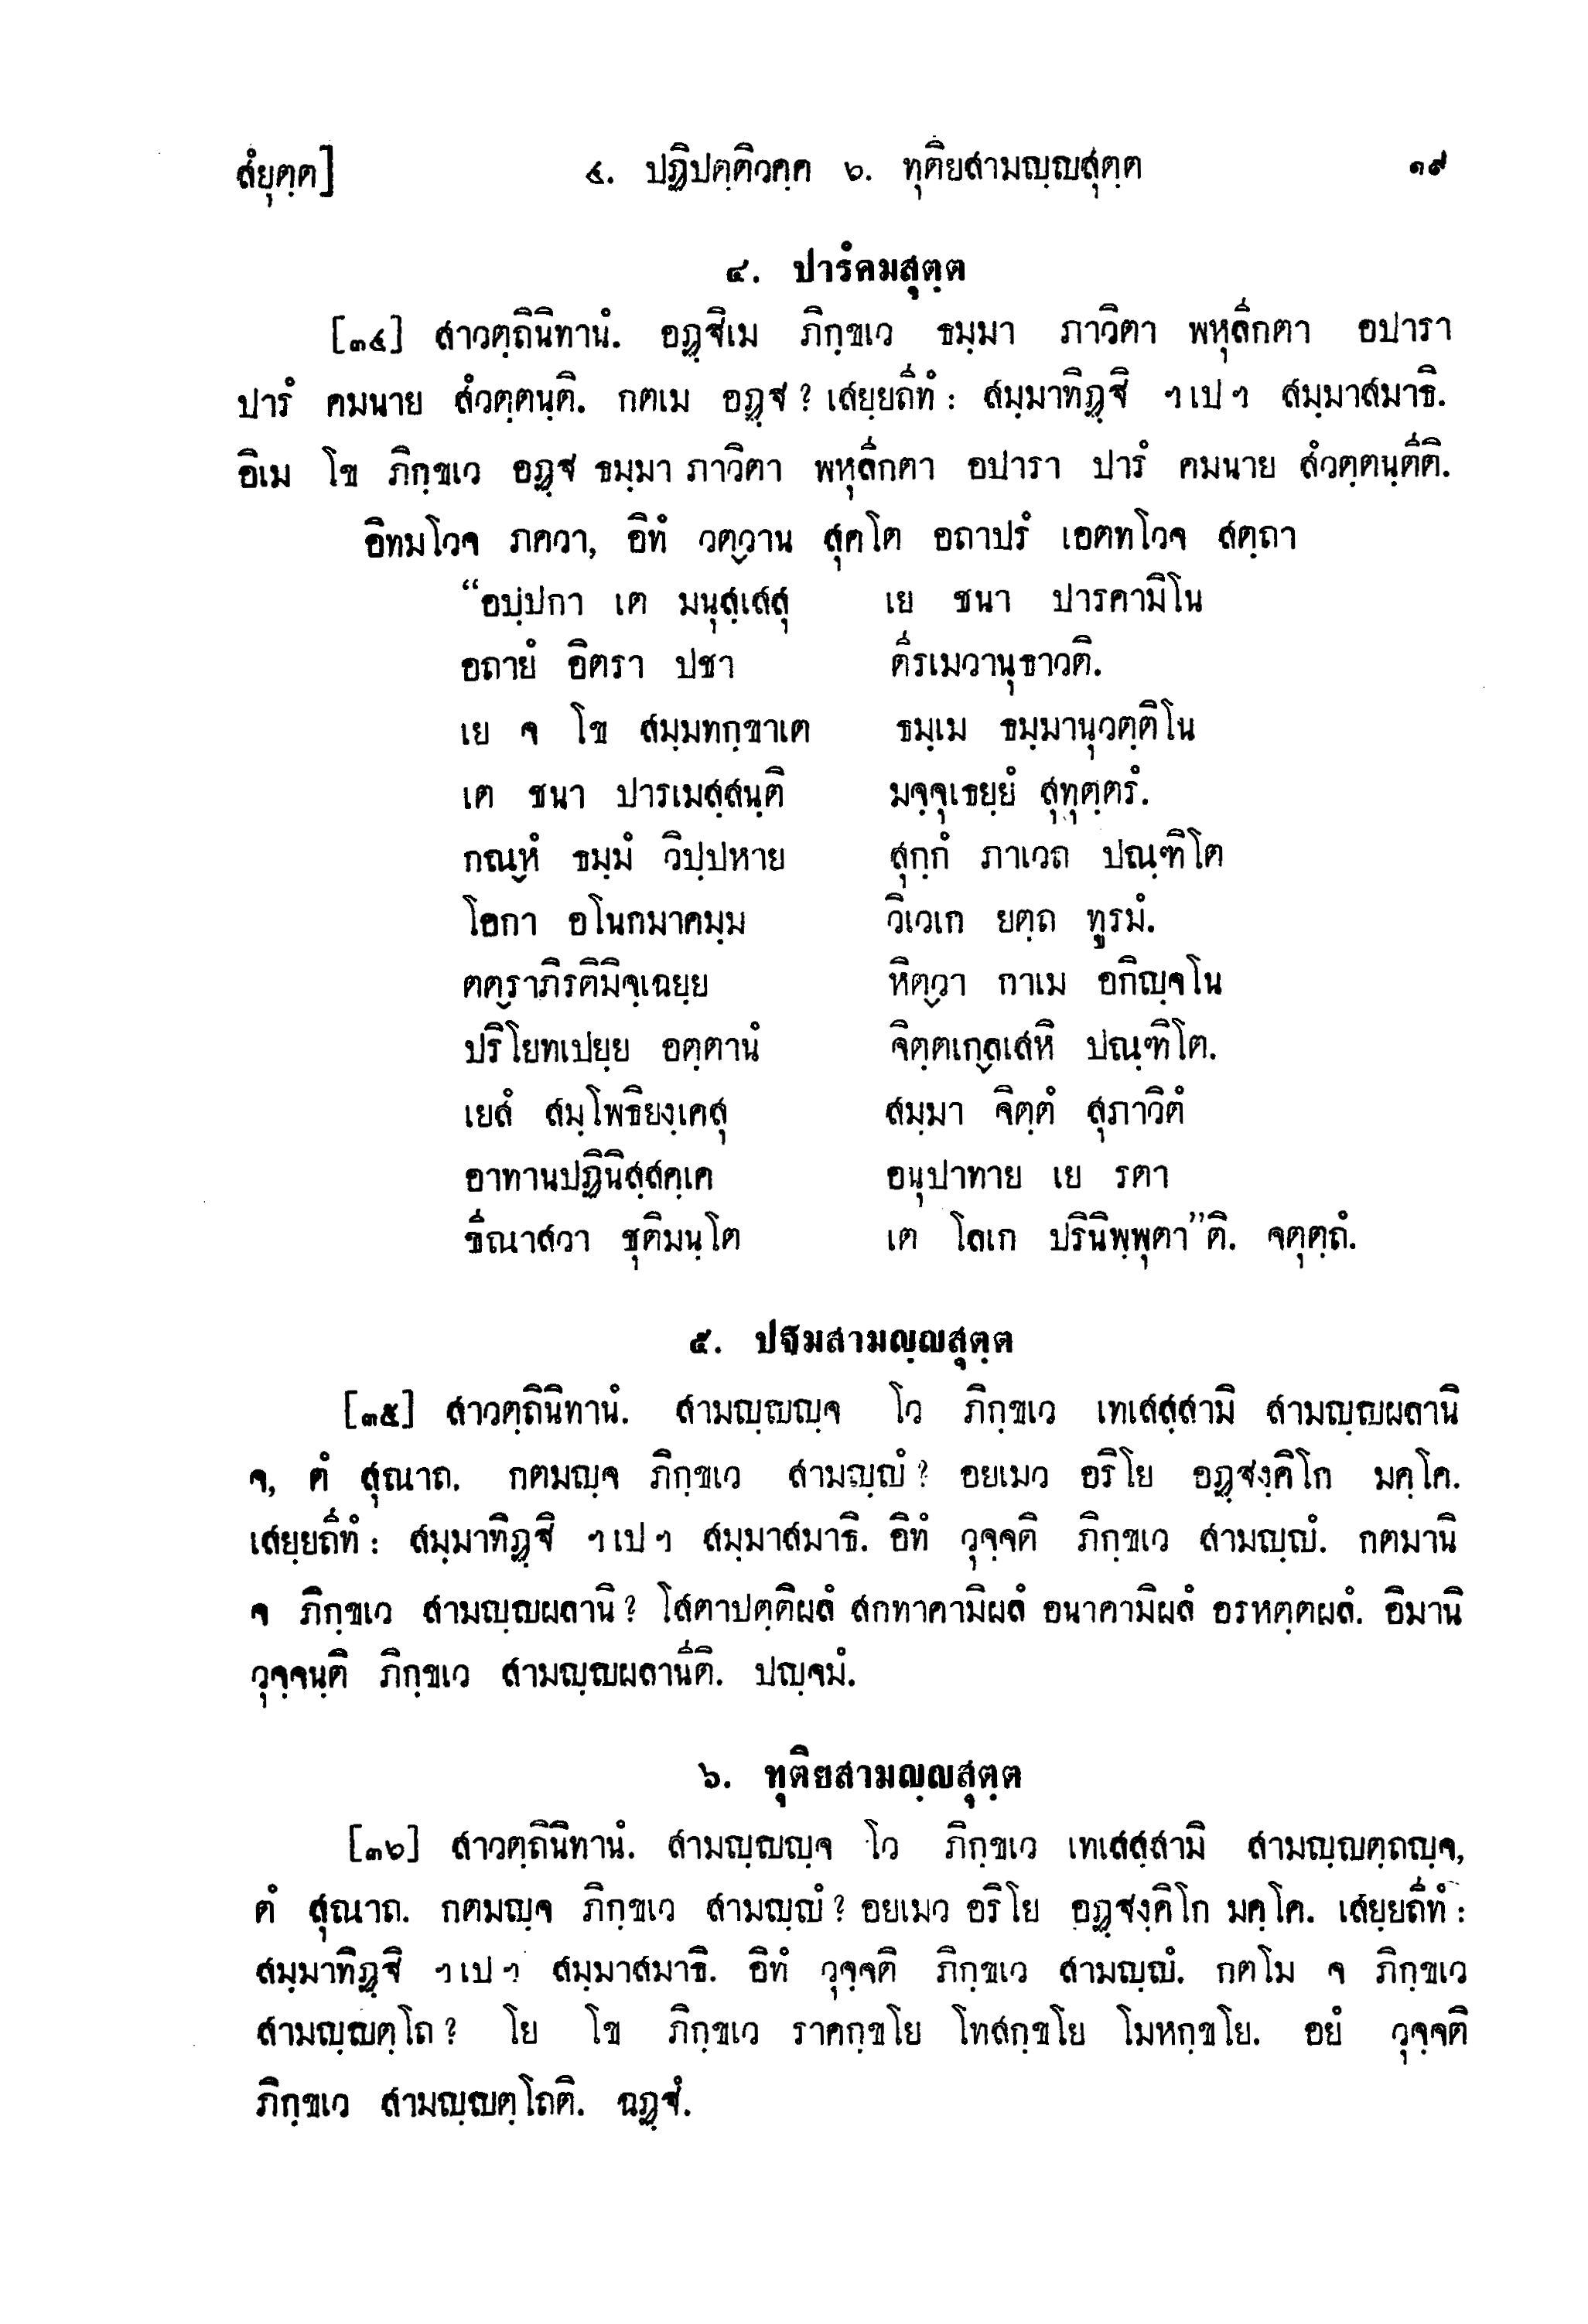 สํยุตฺต]   ๔. ปฏิปตฺติวคฺค ๖. ทุติยสามญฺญสุตฺต   ๑๙
๔. ปารํคมสุตฺต
[๓๔] สาวตฺถินิทานํ. อฏฺฐิเม ภิกฺขเว ธมฺมา ภาวิตา พหุลีกตา อปารา
ปารํ คมนาย สํวตฺตนฺติ. กตเม อฏฺฐ? เสยฺยถีทํ: สมฺมาทิฏฺฐิ ฯเปฯ สมฺมาสมาธิ.
อิเม โข ภิกฺขเว อฏฺฐ ธมฺมา ภาวิตา พหุลีกตา อปารา ปารํ คมนาย สํวตฺตนฺตีติ.
อิทมโวจ ภควา, อิทํ วตฺวาน สุคโต อถาปรํ เอตทโวจ สตฺถา
“อปฺปกา เต มนุสฺเสสุ   เย ชนา ปารคามิโน
อถายํ อิตรา ปชา   ตีรเมวานุธาวติ.
เย จ โข สมฺมทกฺขาเต   ธมฺเม ธมฺมานุวตฺติโน
เต ชนา ปารเมสฺสนฺติ   มจฺจุเธยฺยํ สุทุตฺตรํ.
กณฺหํ ธมฺมํ วิปฺปหาย   สุกฺกํ ภาเวถ ปณฺฑิโต
โอกา อโนกมาคมฺม   วิเวเก ยตฺถ ทูรมํ.
ตตฺราภิรติมิจฺเฉยฺย   หิตฺวา กาเม อกิญฺจโน
ปริโยทเปยฺย อตฺตานํ   จิตฺตเกฺลเสหิ ปณฺฑิโต.
เยสํ สมฺโพธิยงฺเคสุ   สมฺมา จิตฺตํ สุภาวิตํ
อาทานปฏินิสฺสคฺเค   อนุปาทาย เย รตา
ขีณาสวา ชุติมนฺโต   เต โลเก ปรินิพฺพุตา”ติ. จตุตฺถํ.
๕. ปฐมสามญฺญสุตฺต
[๓๕] สาวตฺถินิทานํ. สามญฺญญฺจ โว ภิกฺขเว เทเสสฺสามิ สามญฺญผลานิ
จ, ตํ สุณาถ. กตมญฺจ ภิกฺขเว สามญฺญํ? อยเมว อริโย อฏฺฐงฺคิโก มคฺโค.
เสยฺยถีทํ: สมฺมาทิฏฺฐิ ฯเปฯ สมฺมาสมาธิ. อิทํ วุจฺจติ ภิกฺขเว สามญฺญํ. กตมานิ
จ ภิกฺขเว สามญฺญผลานิ? โสตาปตฺติผลํ สกทาคามิผลํ อนาคามิผลํ อรหตฺตผลํ. อิมานิ
วุจฺจนฺติ ภิกฺขเว สามญฺญผลานีติ. ปญฺจมํ.
๖. ทุติยสามญฺญสุตฺต
[๓๖] สาวตฺถินิทานํ. สามญฺญญฺจ โว ภิกฺขเว เทเสสฺสามิ สามญฺญตฺถญฺจ,
ตํ สุณาถ. กตมญฺจ ภิกฺขเว สามญฺญํ? อยเมว อริโย อฏฺฐงฺคิโก มคฺโค. เสยฺยถีทํ:
สมฺมาทิฏฺฐิ ฯเปฯ สมฺมาสมาธิ. อิทํ วุจฺจติ ภิกฺขเว สามญฺญํ. กตโม จ ภิกฺขเว
สามญฺญตฺโถ? โย โข ภิกฺขเว ราคกฺขโย โทสกฺขโย โมหกฺขโย. อยํ วุจฺจติ
ภิกฺขเว สามญฺญตฺโถติ. ฉฏฺฐํ.